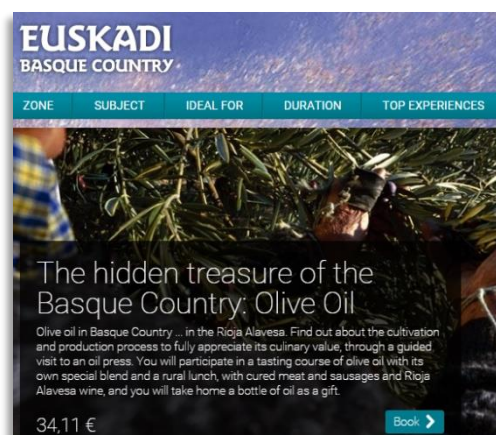 EUSKADI
BASQUE COUNTRY
ZONE SUBJECT IDEAL FOR DURATION TOP EXPERIENCES
The hidden treasure of the
Basque Country: Olive Oil
Olive oil in Basque Country ... in the Rioja Alavesa. Find out about the cultivation
and production process to fully appreciate its culinary value, through a guided
visit to an oil press. You will participate in a tasting course of olive oil with its
own special blend and a rural lunch, with cured meat and sausages and Rioja
Alavesa wine, and you will take home a bottle of oil as a gift.
34,11 €
Book